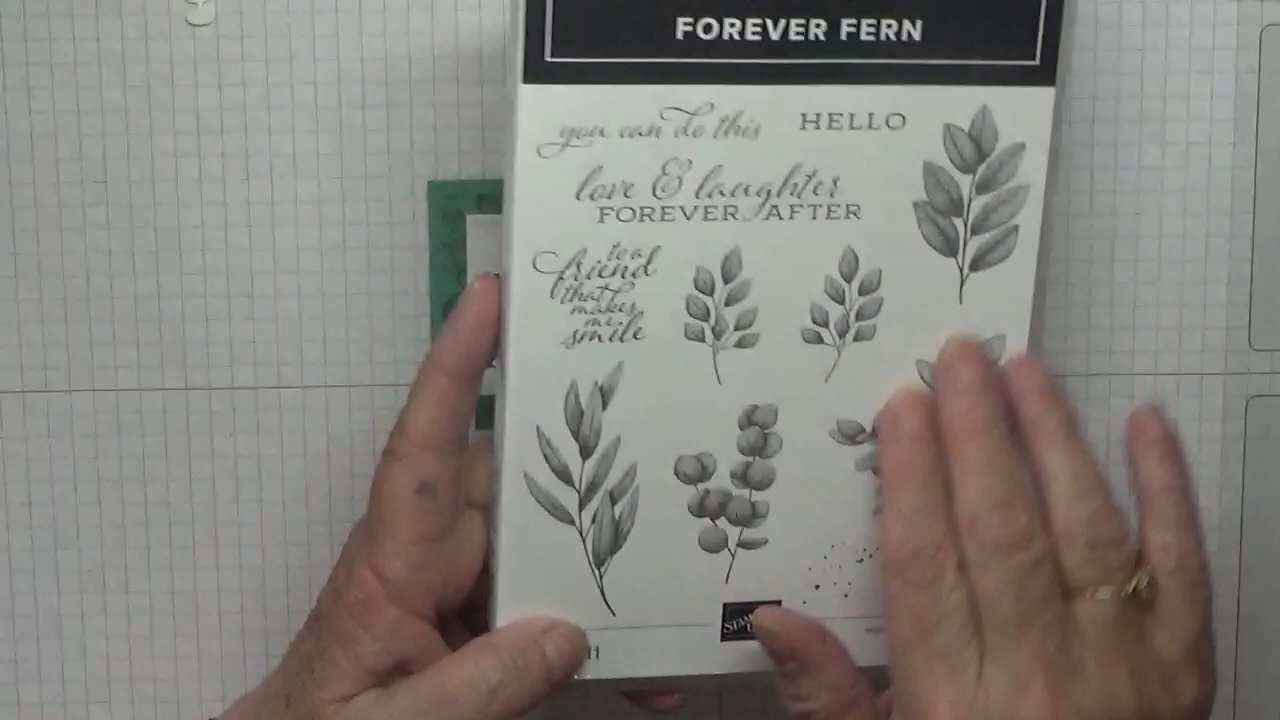 FOREVER FERN
you can do this
HELLO
love & laughter
FOREVER AFTER
to a
friend
that
makes
me
smile